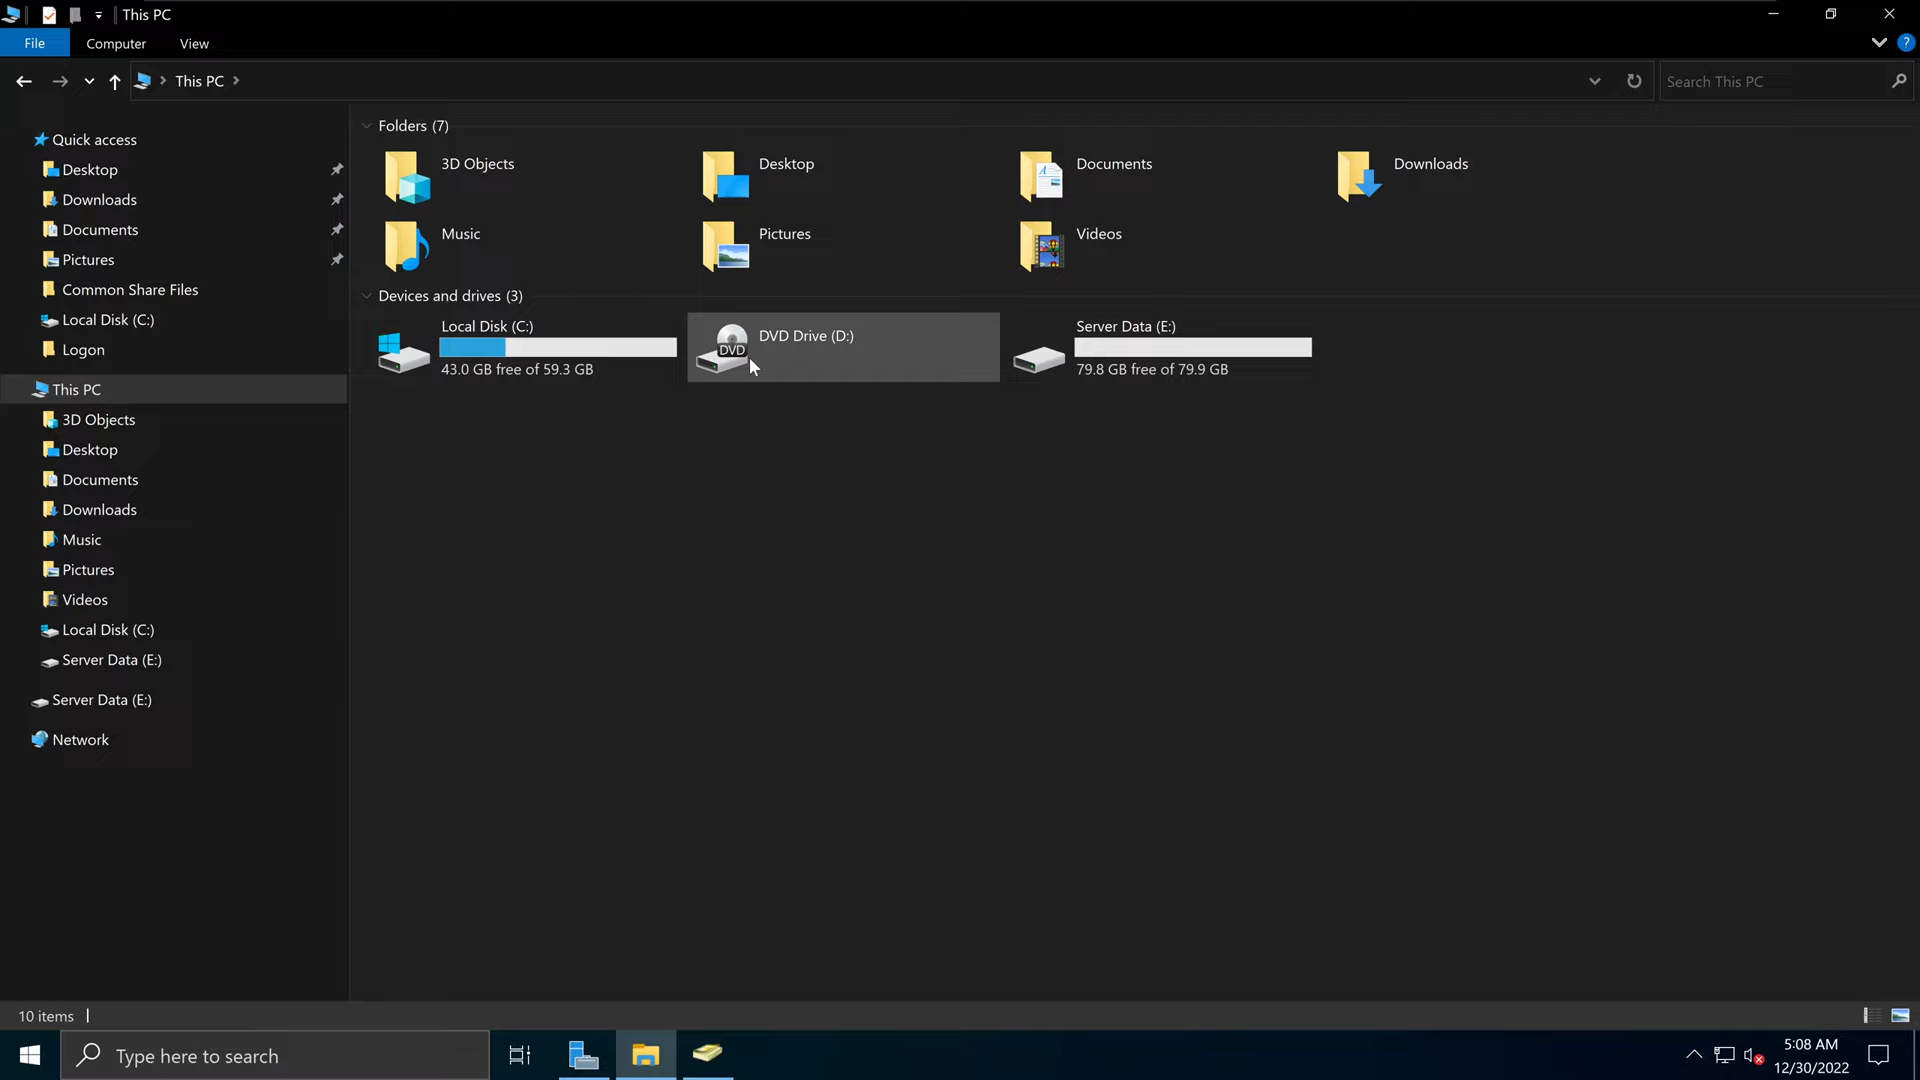 This PC
File
Computer
View
?
This PC
Search This PC
Quick access
Desktop
Downloads
Documents
Pictures
Common Share Files
Local Disk (C:)
Logon
This PC
3D Objects
Desktop
Documents
Downloads
Music
Pictures
Videos
Local Disk (C:)
Server Data (E:)
Server Data (E:)
Network
Folders (7)
3D Objects
Desktop
A
Documents
Downloads
Music
Pictures
Videos
Devices and drives (3)
Local Disk (C:)
43.0 GB free of 59.3 GB
DVD
DVD Drive (D:)
Server Data (E:)
79.8 GB free of 79.9 GB
10 items
Type here to search
5:08 AM
12/30/2022